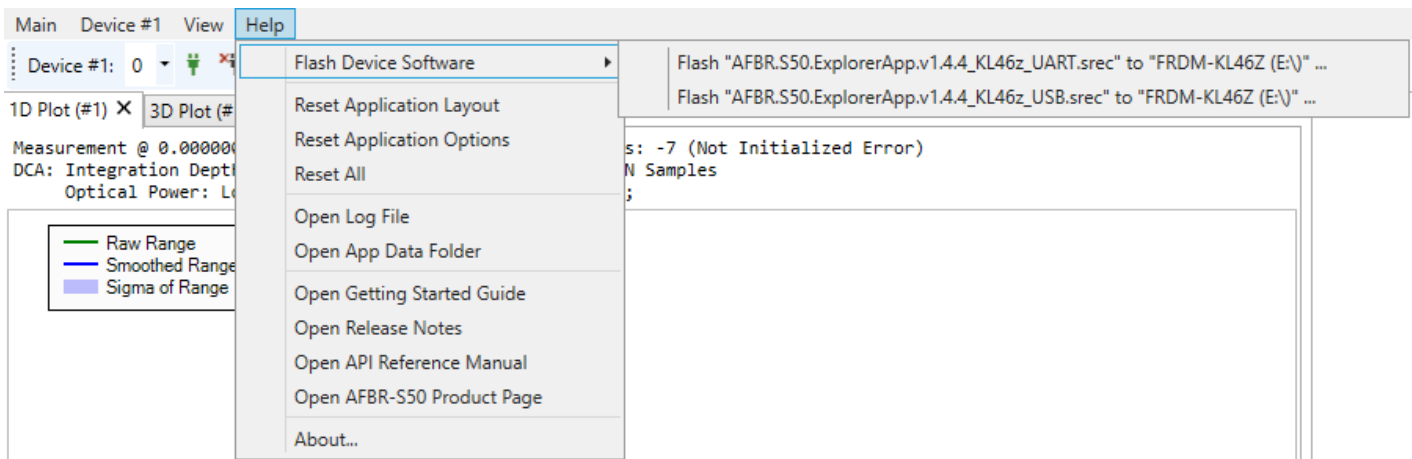 Main Device #1 View Help
Device #1: 0
Flash Device Software
Flash "AFBR.S50.ExplorerApp.v1.4.4_KL46z_UART.srec" to "FRDM-KL46Z (E:\)" ...
Flash "AFBR.S50.ExplorerApp.v1.4.4_KL46z_USB.srec" to "FRDM-KL46Z (E:\)" ...
Reset Application Layout
Reset Application Options
Reset All
Open Log File
Open App Data Folder
Open Getting Started Guide
Open Release Notes
Open API Reference Manual
Open AFBR-S50 Product Page
About...
1D Plot (#1) 3D Plot (#
Measurement @ 0.000000 s: -7 (Not Initialized Error)
DCA: Integration Dept N Samples
Optical Power: L ;
Raw Range
Smoothed Range
Sigma of Range